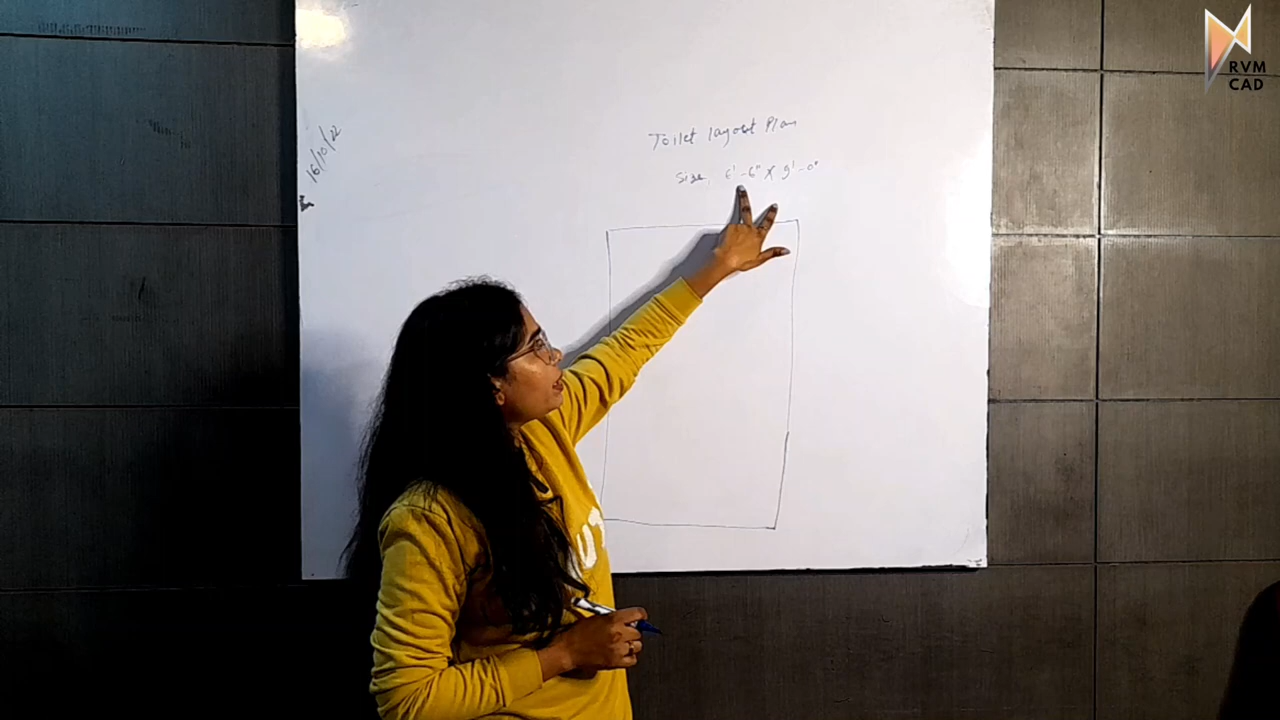 RVM
CAD
16/10/22
Toilet layout Plan
Size, 6'-6" X 9'-0"